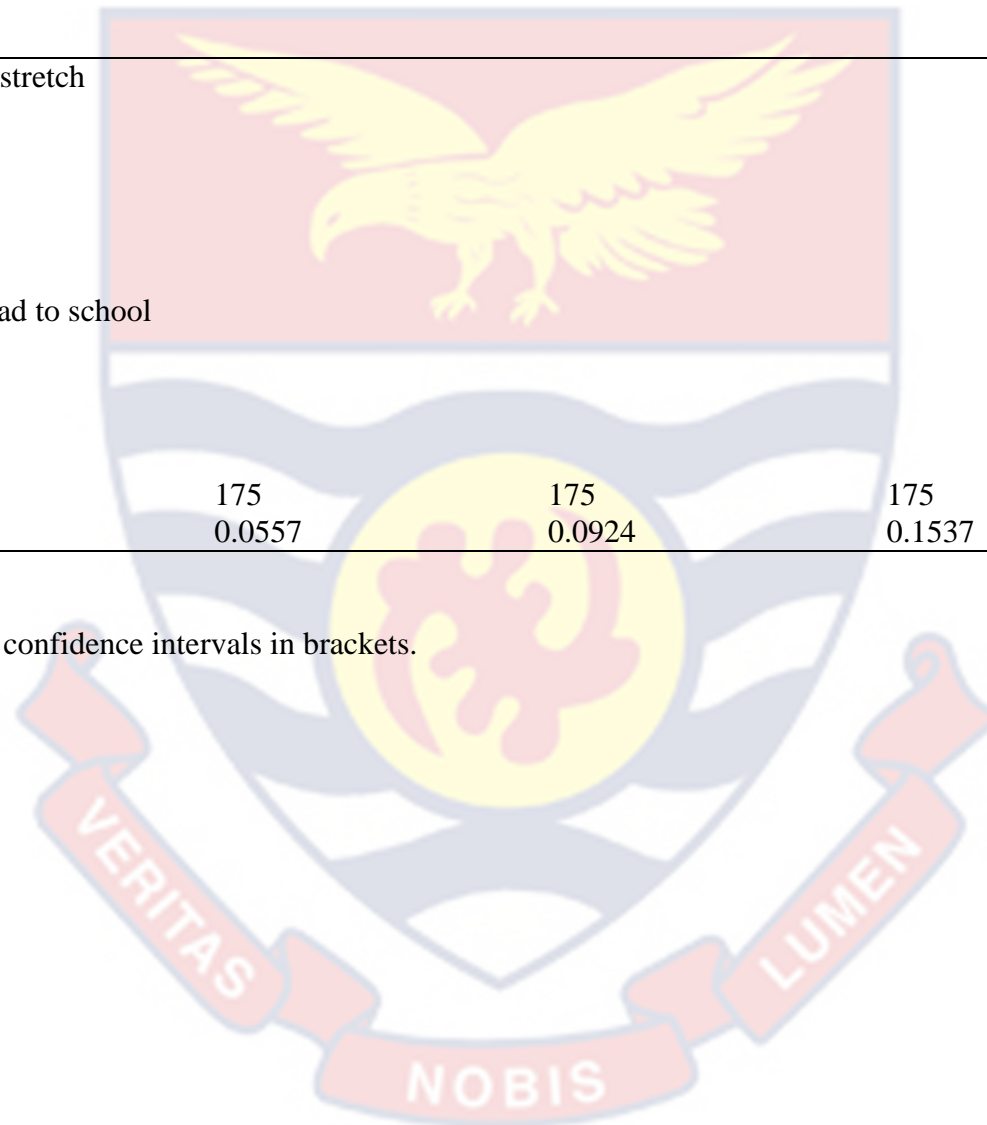 stretch
ad to school
175 175 175
0.0557 0.0924 0.1537
confidence intervals in brackets.
VERITAS
NOBIS
LUMEN